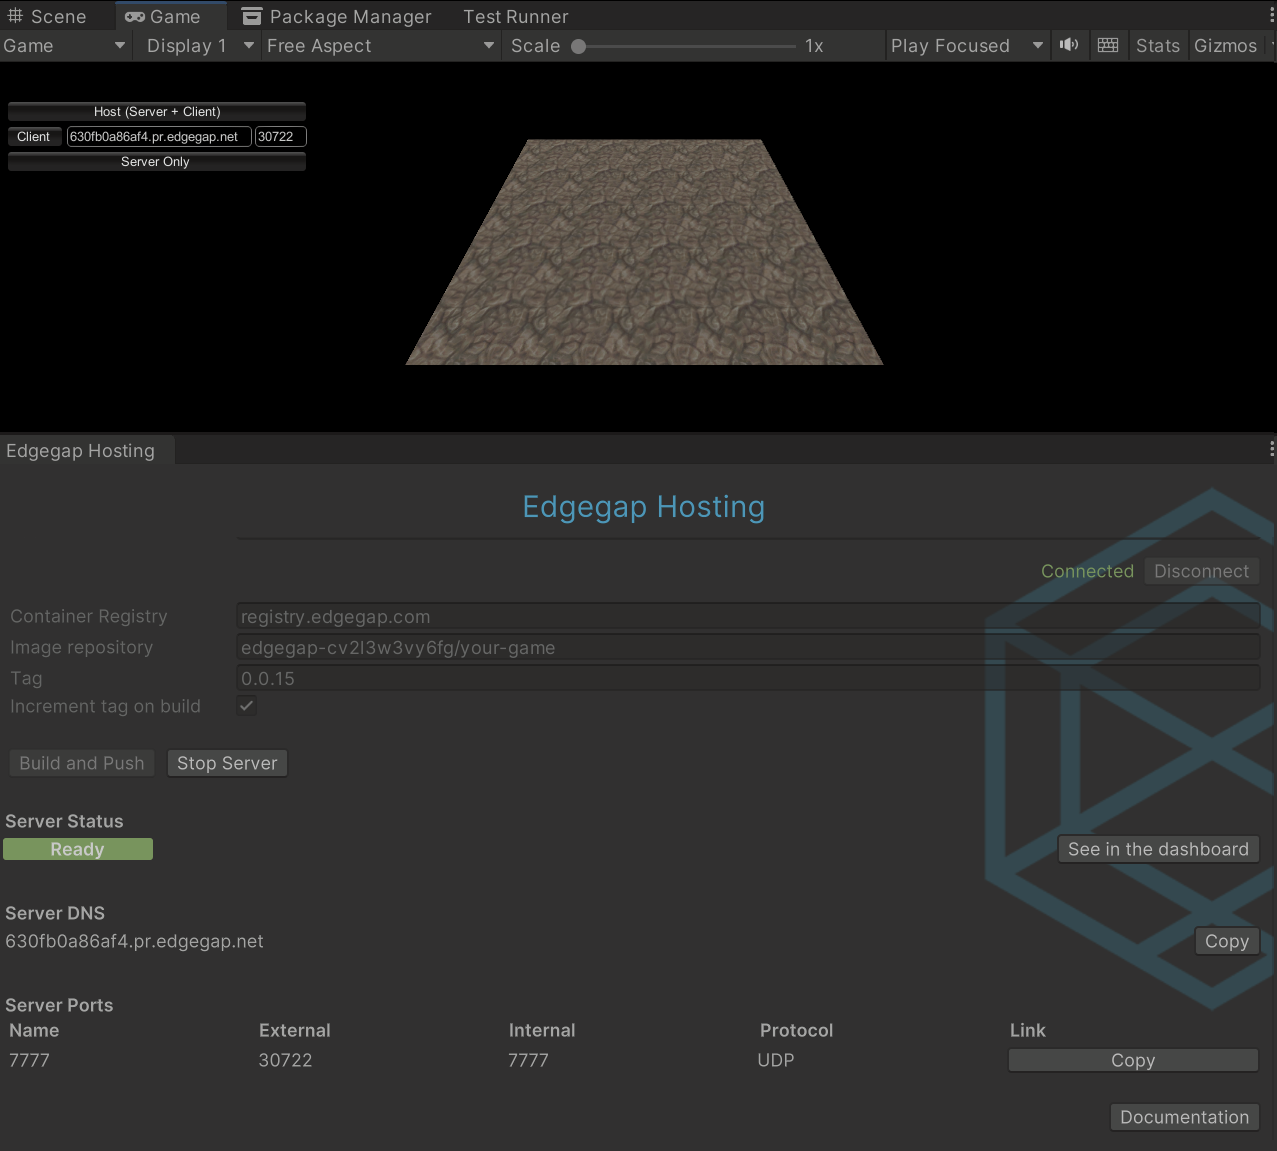 Scene Game Package Manager Test Runner
Game Display 1 Free Aspect Scale 1x Play Focused Stats Gizmos
Host (Server + Client)
Client 630fb0a86af4.pr.edgegap.net 30722
Server Only
Edgegap Hosting
Edgegap Hosting
Connected Disconnect
Container Registry registry.edgegap.com
Image repository edgegap-cv2l3w3vy6fg/your-game
Tag 0.0.15
Increment tag on build
Build and Push Stop Server
Server Status
Ready See in the dashboard
Server DNS
630fb0a86af4.pr.edgegap.net Copy
Server Ports
Name External Internal Protocol Link
7777 30722 7777 UDP Copy
Documentation